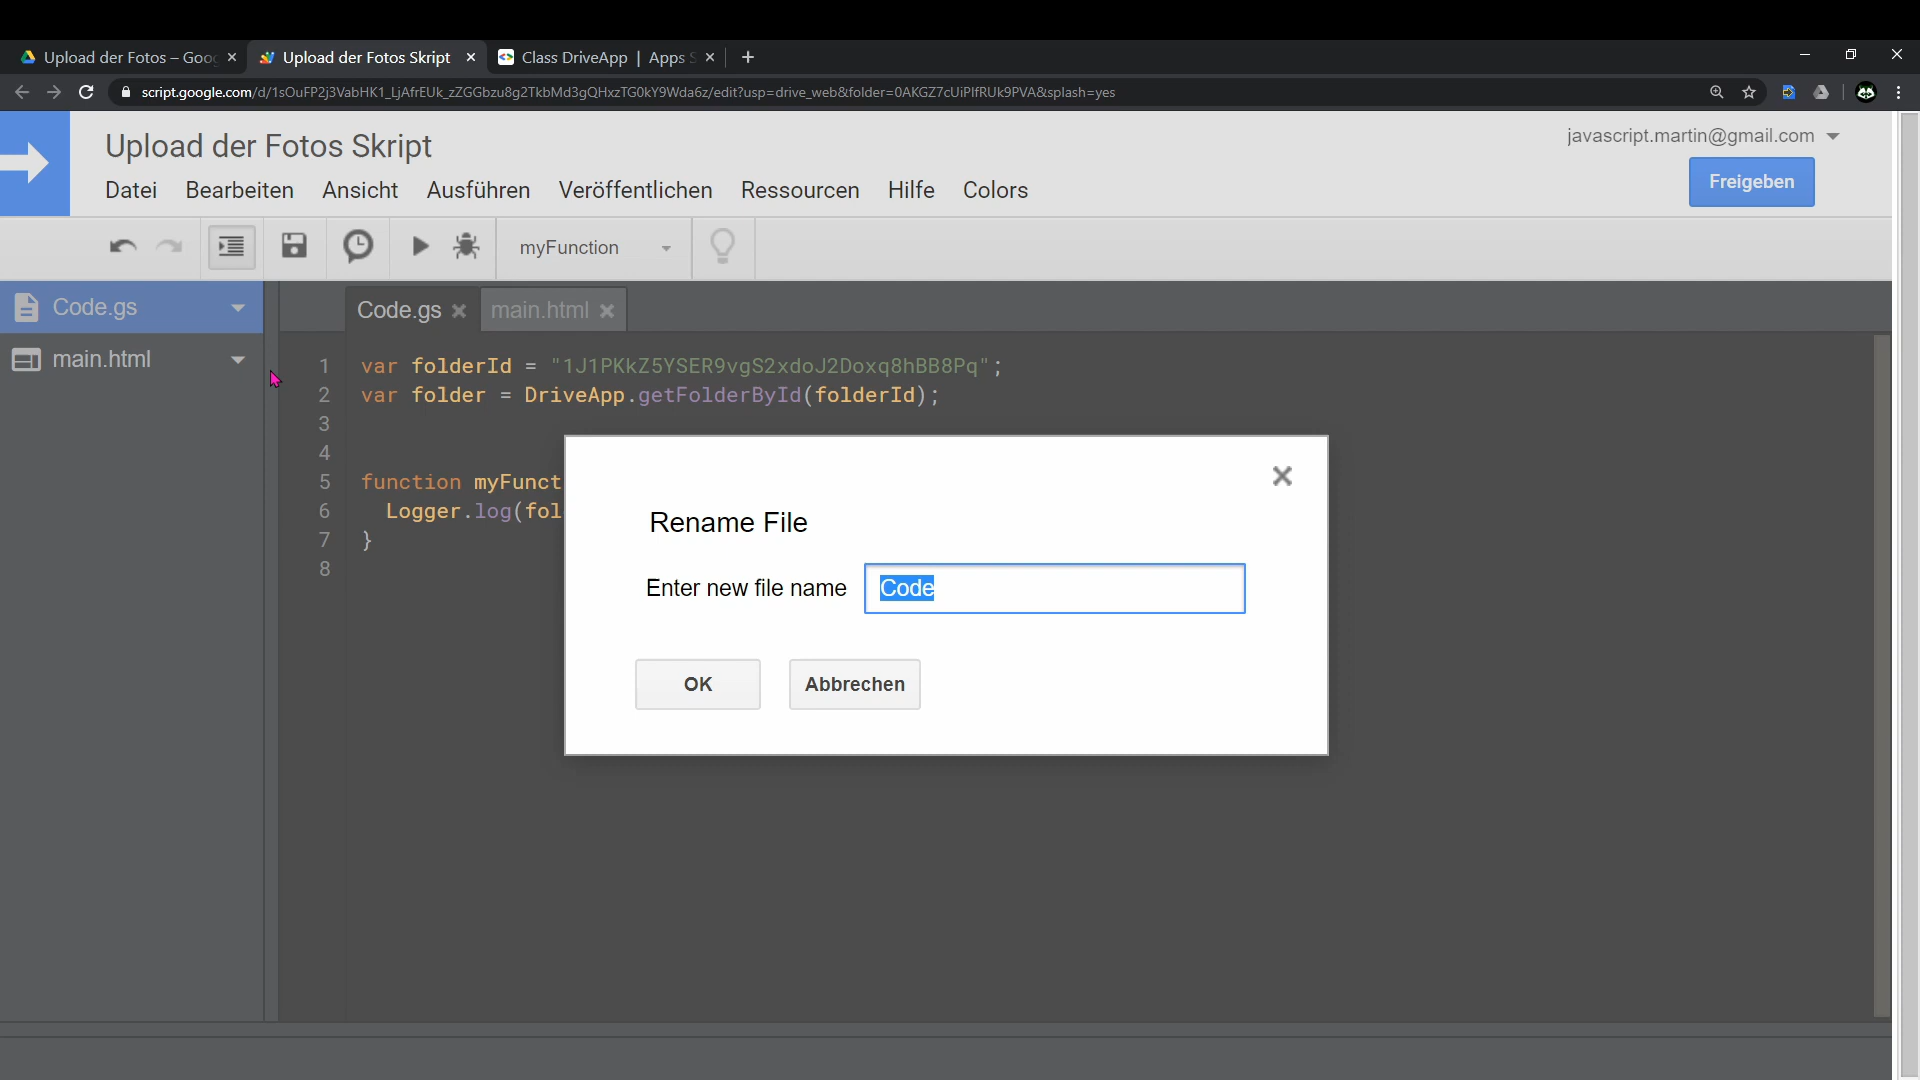 Upload der Fotos – Goog
Upload der Fotos Skript
Class DriveApp | Apps S
script.google.com/d/1sOuFP2j3VabHK1_LjAfrEUk_zZGGbzu8g2TkbMd3gQHxzTG0kY9Wda6z/edit?usp=drive_web&folder=0AKGZ7cUiPlfRUk9PVA&splash=yes
Upload der Fotos Skript
javascript.martin@gmail.com
Datei Bearbeiten Ansicht Ausführen Veröffentlichen Ressourcen Hilfe Colors
Freigeben
myFunction
Code.gs
main.html
Code.gs
main.html
1 var folderId = "1J1PKkZ5YSER9vgS2xdoJ2Doxq8hBB8Pq";
2 var folder = DriveApp.getFolderById(folderId);
3
4
5 function myFunct
6 Logger.log(fol
7 }
8
Rename File
Enter new file name Code
OK
Abbrechen